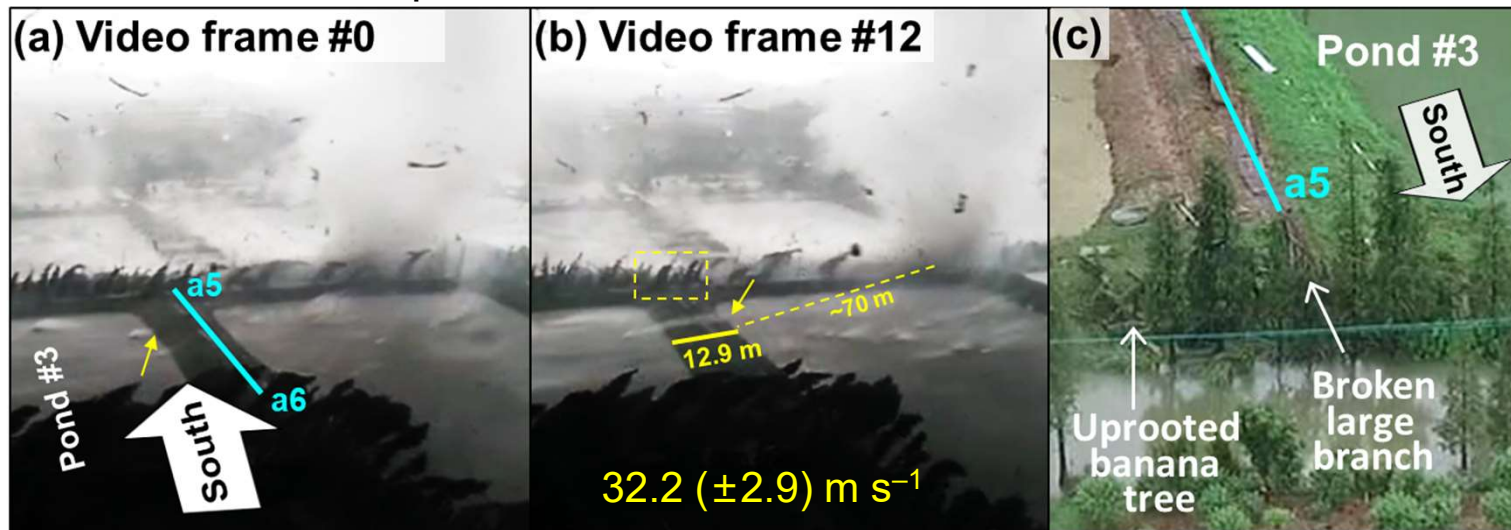 (a) Video frame #0
a5
a6
Pond #3
South
(b) Video frame #12
~70 m
12.9 m
32.2 (±2.9) m s⁻¹
(c)
Pond #3
South
a5
Uprooted
banana
tree
Broken
large
branch